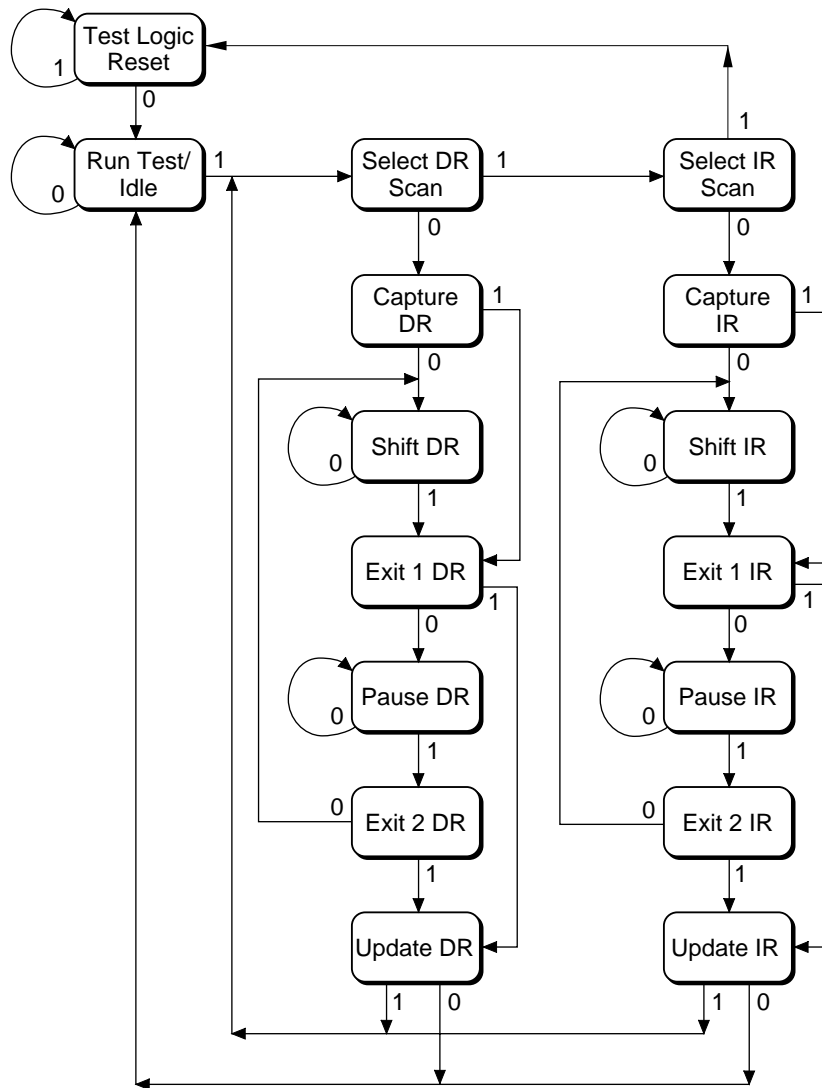 Test Logic
Reset
1
0
1
Run Test/
Idle
0
1
Select DR
Scan
1
Select IR
Scan
0
0
Capture
DR
1
Capture
IR
1
0
0
Shift DR
0
Shift IR
0
1
1
Exit 1 DR
1
Exit 1 IR
1
0
0
Pause DR
0
Pause IR
0
1
1
0
Exit 2 DR
0
Exit 2 IR
1
1
Update DR
Update IR
1
0
1
0